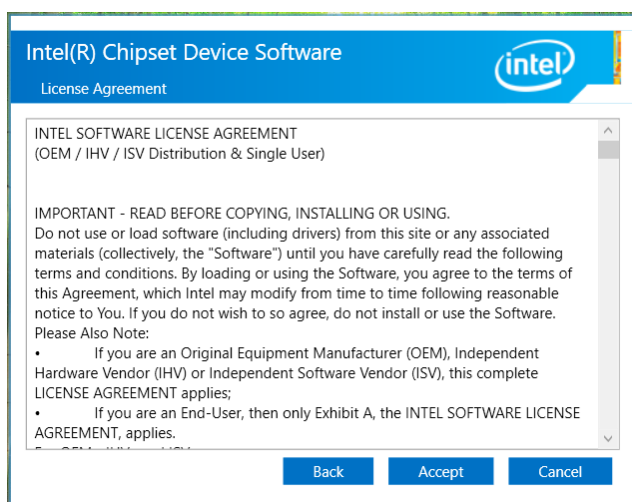 Intel(R) Chipset Device Software
intel
License Agreement
INTEL SOFTWARE LICENSE AGREEMENT
(OEM / IHV / ISV Distribution & Single User)
IMPORTANT - READ BEFORE COPYING, INSTALLING OR USING.
Do not use or load software (including drivers) from this site or any associated
materials (collectively, the "Software") until you have carefully read the following
terms and conditions. By loading or using the Software, you agree to the terms of
this Agreement, which Intel may modify from time to time following reasonable
notice to You. If you do not wish to so agree, do not install or use the Software.
Please Also Note:
• If you are an Original Equipment Manufacturer (OEM), Independent
Hardware Vendor (IHV) or Independent Software Vendor (ISV), this complete
LICENSE AGREEMENT applies;
• If you are an End-User, then only Exhibit A, the INTEL SOFTWARE LICENSE
AGREEMENT, applies.
Back Accept Cancel